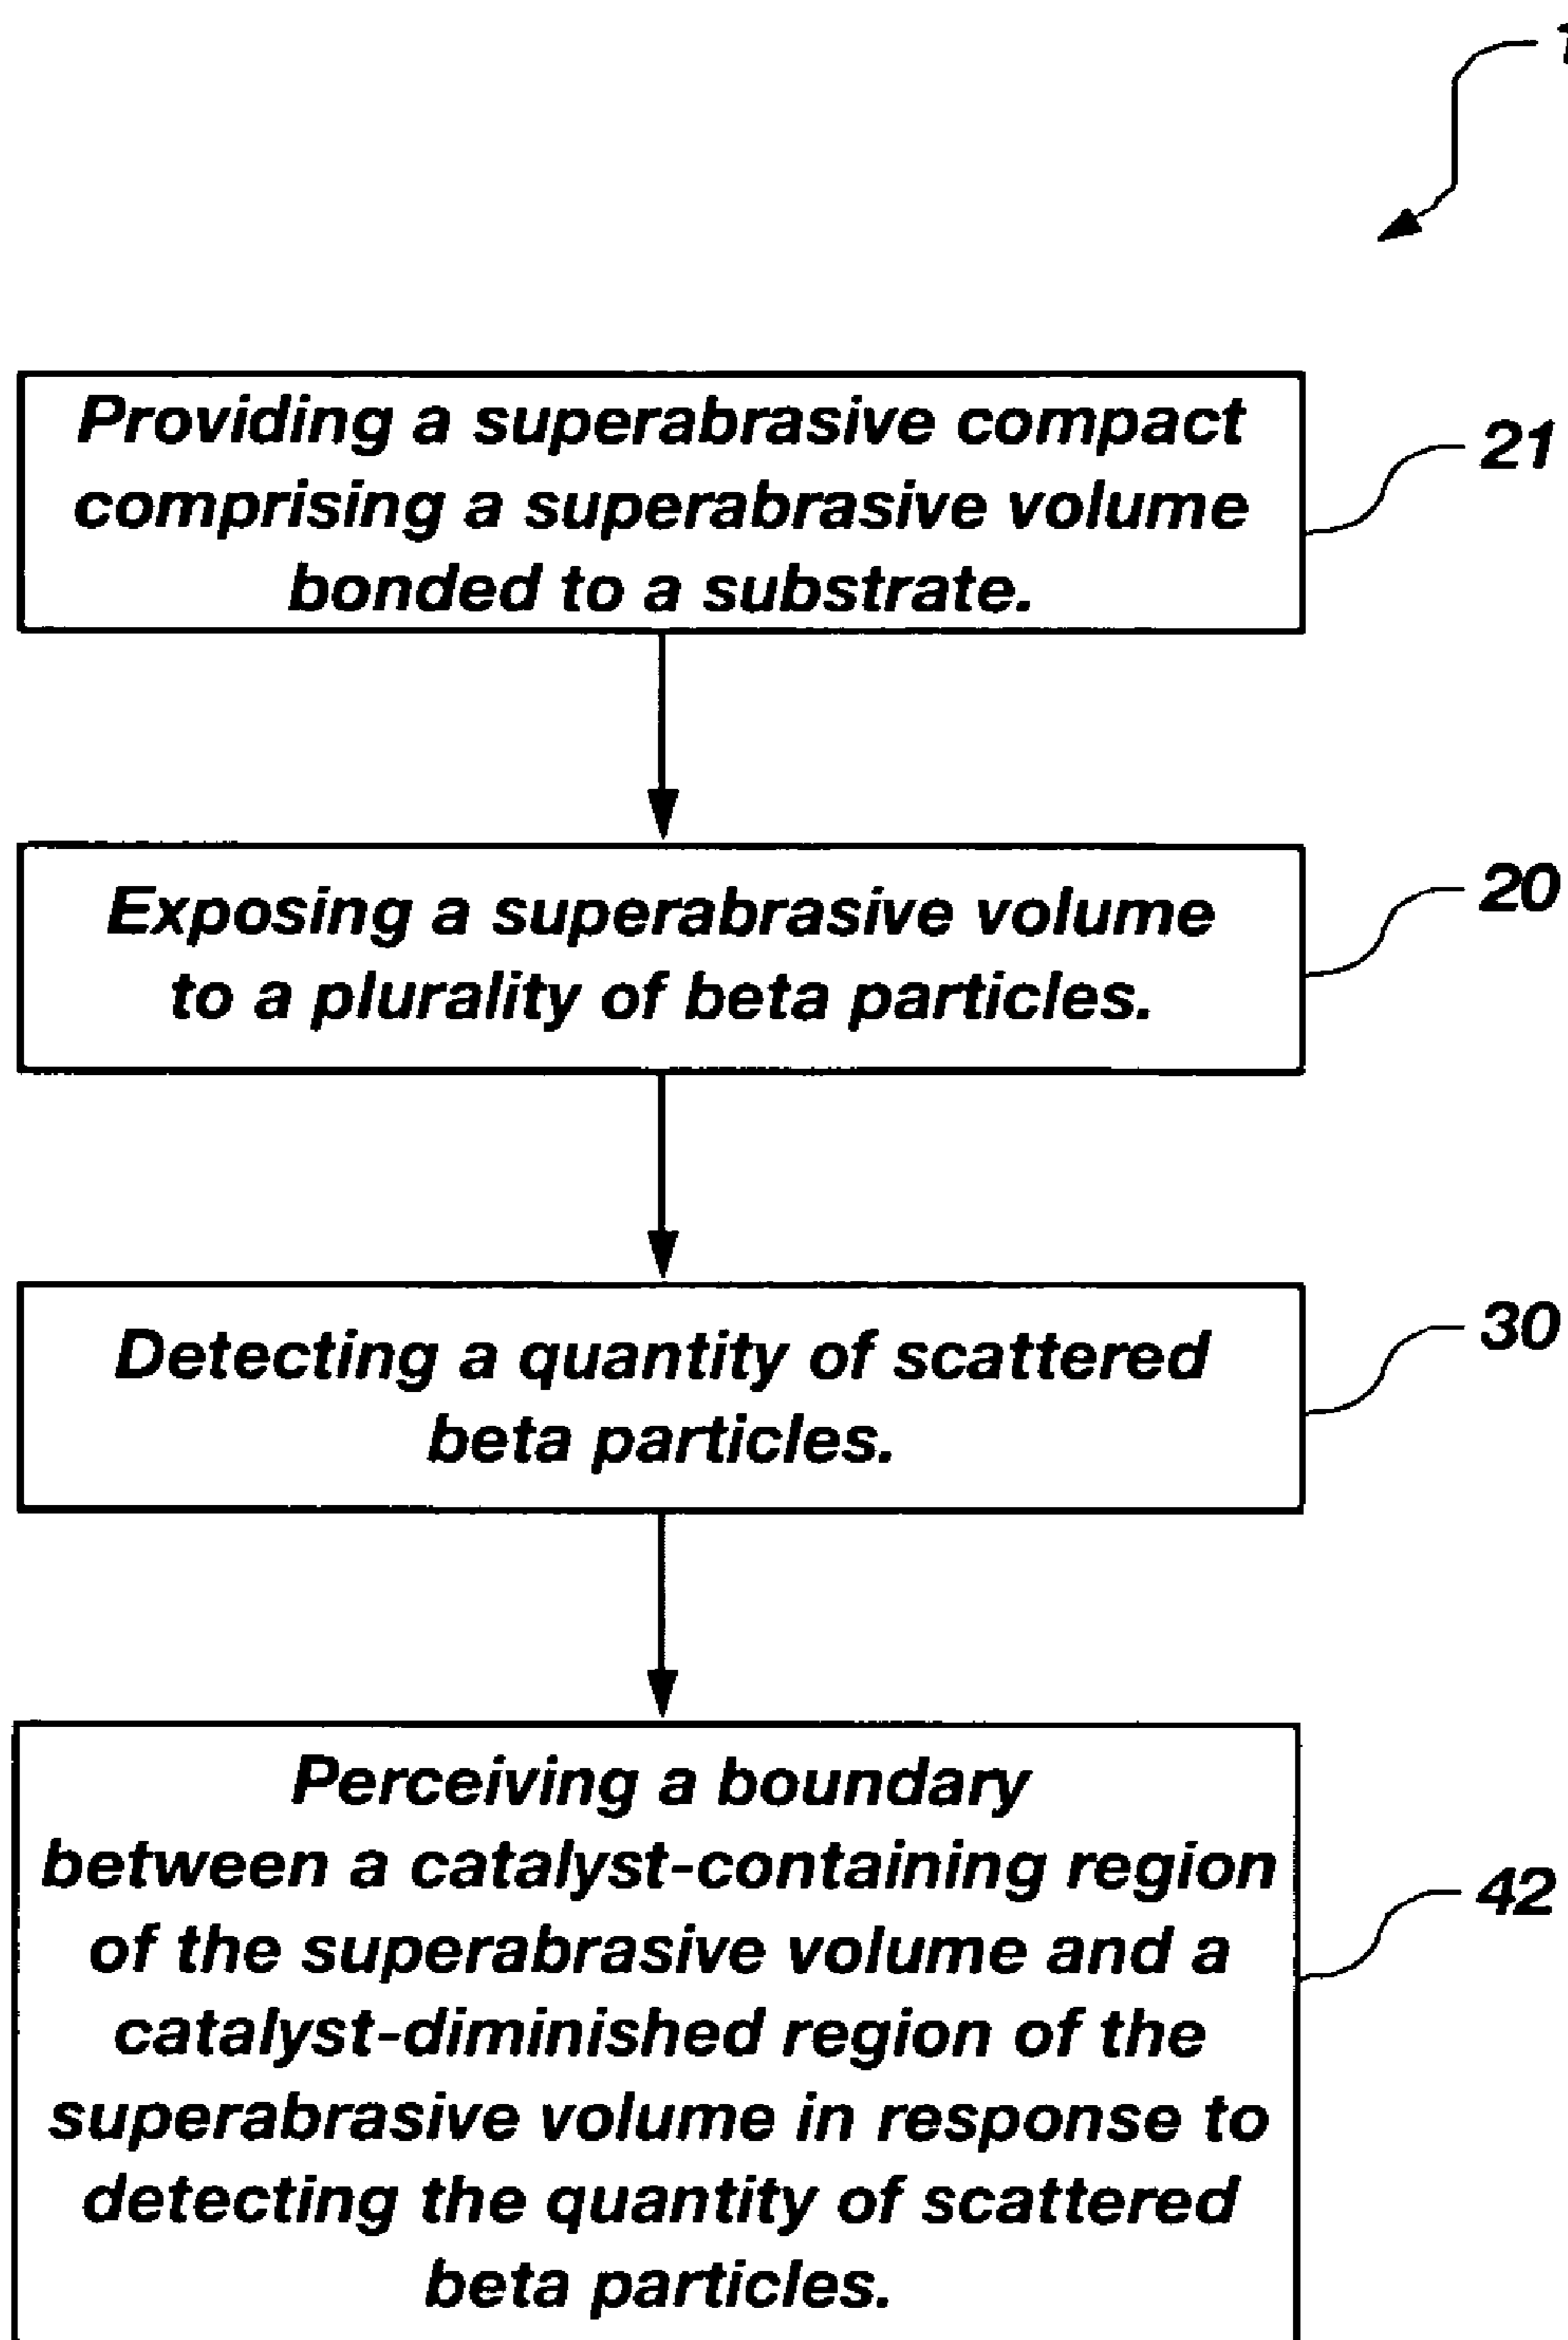 Providing a superabrasive compact
comprising a superabrasive volume
bonded to a substrate.
21
Exposing a superabrasive volume
to a plurality of beta particles.
20
Detecting a quantity of scattered
beta particles.
30
Perceiving a boundary
between a catalyst-containing region
of the superabrasive volume and a
catalyst-diminished region of the
superabrasive volume in response to
detecting the quantity of scattered
beta particles.
42